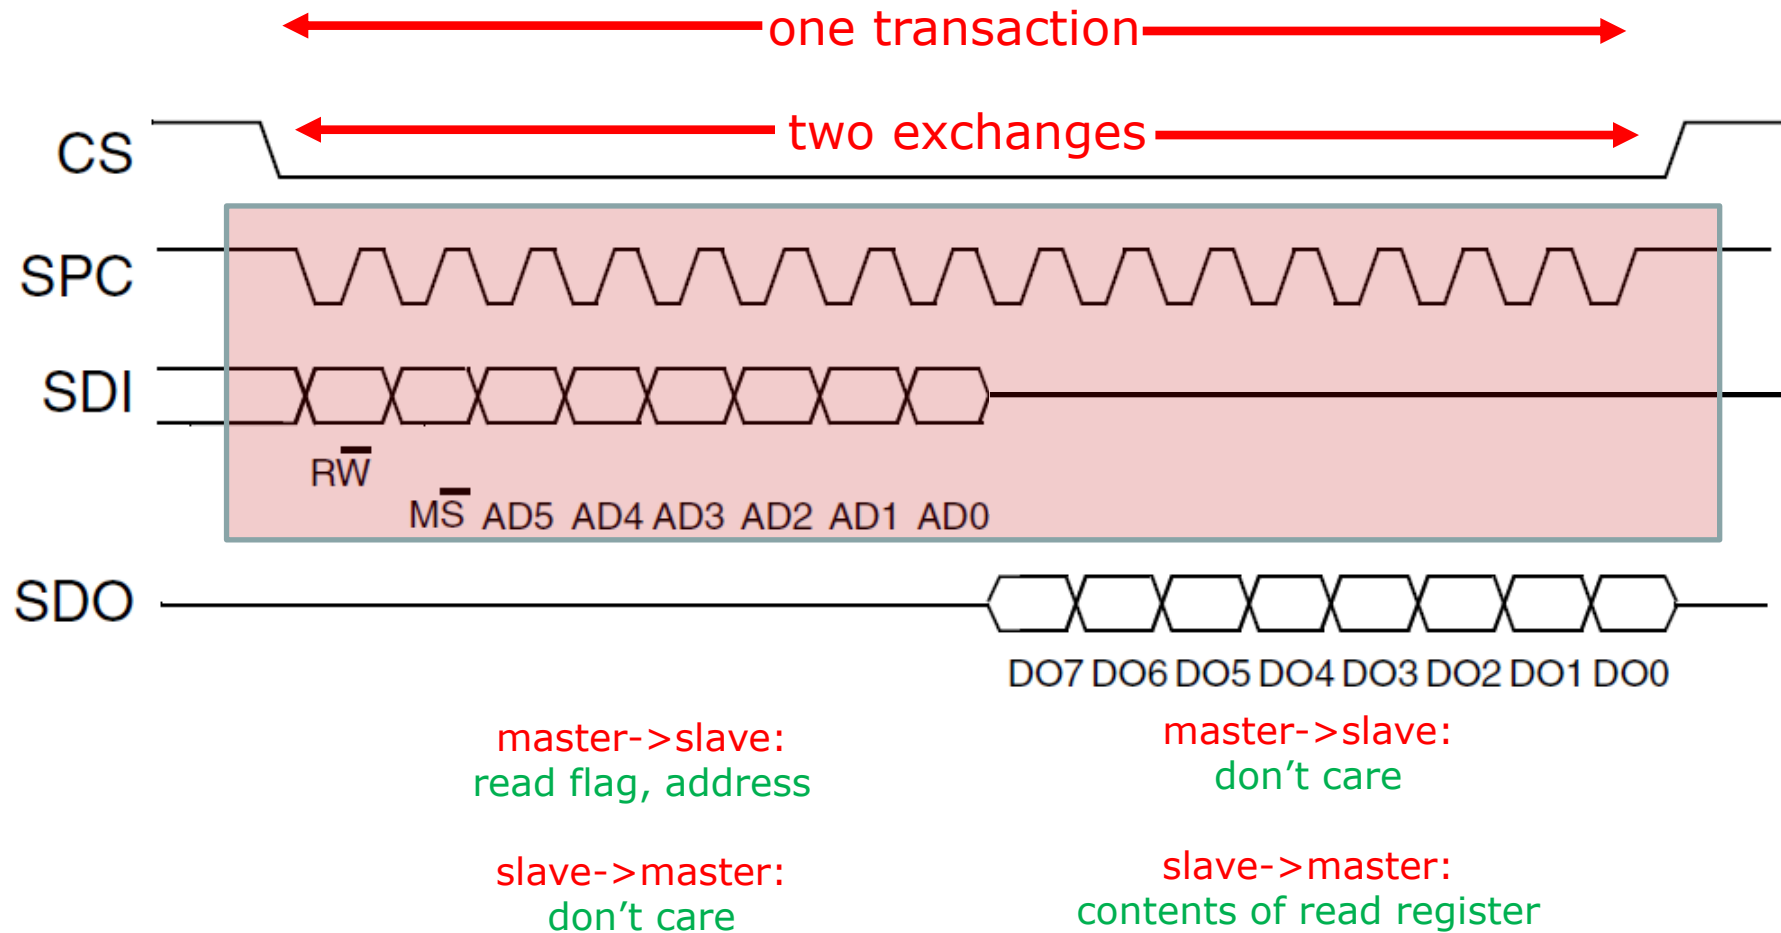 one transaction
two exchanges
CS
SPC
SDI
RW̅
MS̅ AD5 AD4 AD3 AD2 AD1 AD0
SDO
DO7 DO6 DO5 DO4 DO3 DO2 DO1 DO0
master->slave:
read flag, address
master->slave:
don’t care
slave->master:
don’t care
slave->master:
contents of read register